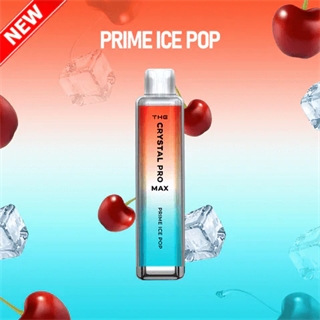 NEW
PRIME ICE POP
THE
CRYSTAL PRO
MAX
PRIME ICE POP